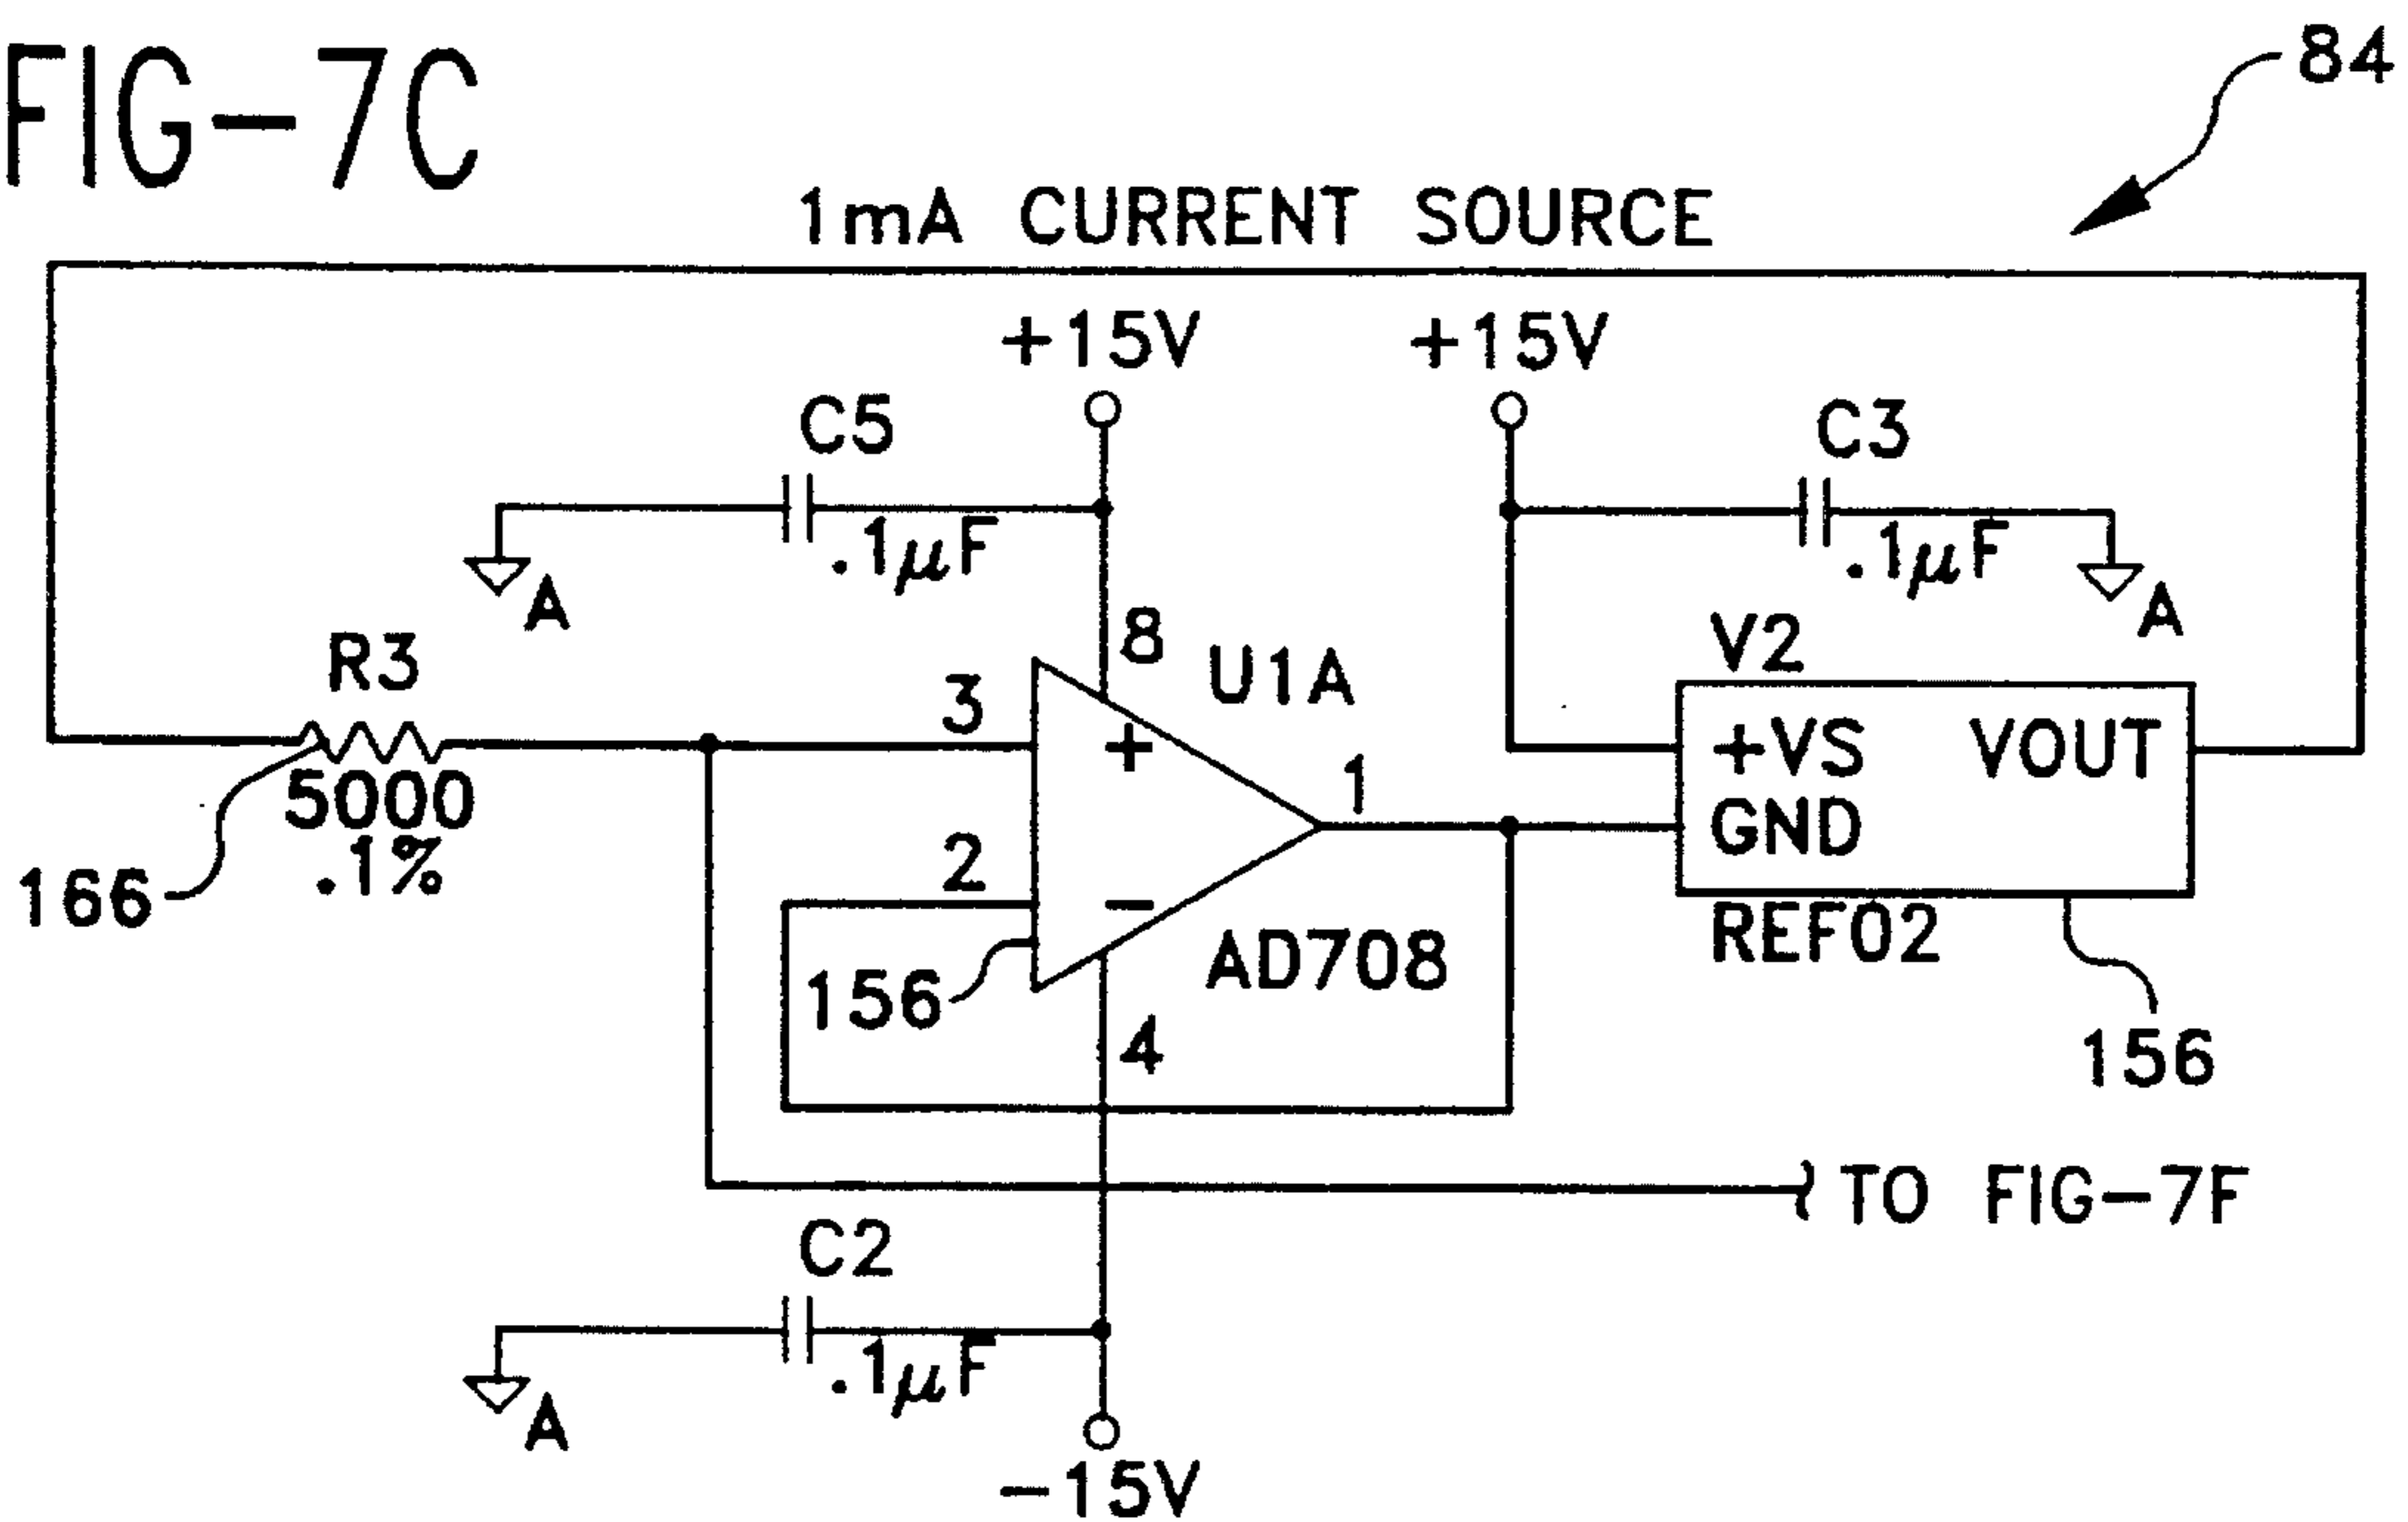 FIG-7C
84
1mA CURRENT SOURCE
+15V
+15V
C5
C3
.1µF
.1µF
A
A
R3
8
U1A
V2
3
+
+VS VOUT
5000
1
GND
.1%
166
2
−
REF02
AD708
156
4
156
TO FIG-7F
C2
.1µF
A
−15V